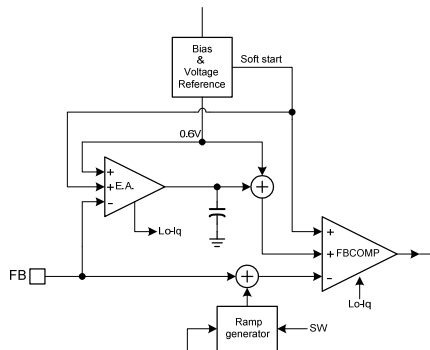 Bias
&
Voltage
Reference
Soft start
0.6V
+
+
-
E.A.
+
Lo-Iq
+
+
-
FBCOMP
FB
+
Lo-Iq
Ramp
generator
SW